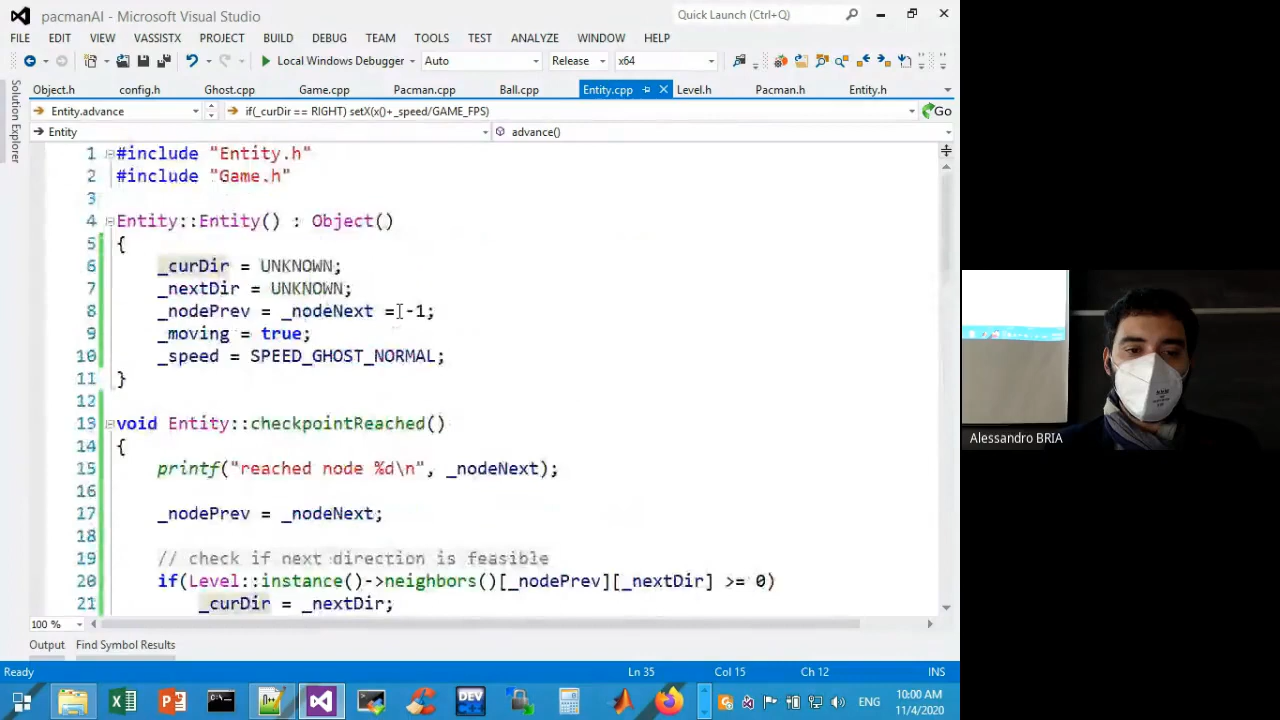 pacmanAI - Microsoft Visual Studio
Quick Launch (Ctrl+Q)
FILE EDIT VIEW VASSISTX PROJECT BUILD DEBUG TEAM TOOLS TEST ANALYZE WINDOW HELP
Local Windows Debugger Auto Release x64
Object.h config.h Ghost.cpp Game.cpp Pacman.cpp Ball.cpp Entity.cpp Level.h Pacman.h Entity.h
Solution Explorer
Entity.advance if(_curDir == RIGHT) setX(x()+_speed/GAME_FPS) Go
Entity advance()
1 #include "Entity.h"
2 #include "Game.h"
3
4 Entity::Entity() : Object()
5 {
6 _curDir = UNKNOWN;
7 _nextDir = UNKNOWN;
8 _nodePrev = _nodeNext = -1;
9 _moving = true;
10 _speed = SPEED_GHOST_NORMAL;
11 }
12
13 void Entity::checkpointReached()
14 {
15 printf("reached node %d\n", _nodeNext);
16
17 _nodePrev = _nodeNext;
18
19 // check if next direction is feasible
20 if(Level::instance()->neighbors()[_nodePrev][_nextDir] >= 0)
21 _curDir = _nextDir;
100 %
Output Find Symbol Results
Ready Ln 35 Col 15 Ch 12 INS
DEV
ENG
10:00 AM
11/4/2020
Alessandro BRIA